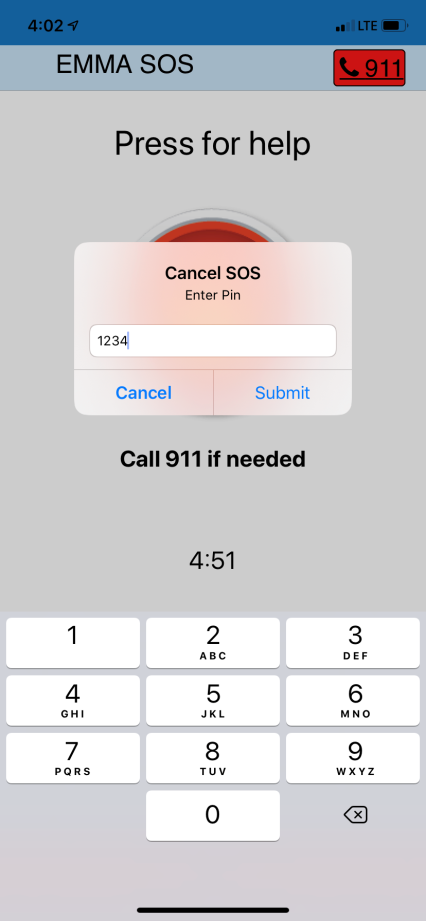 4:02 LTE
EMMA SOS 911
Press for help
Cancel SOS
Enter Pin
1234
Cancel Submit
Call 911 if needed
4:51
1 2 3
ABC DEF
4 5 6
GHI JKL MNO
7 8 9
PQRS TUV WXYZ
0